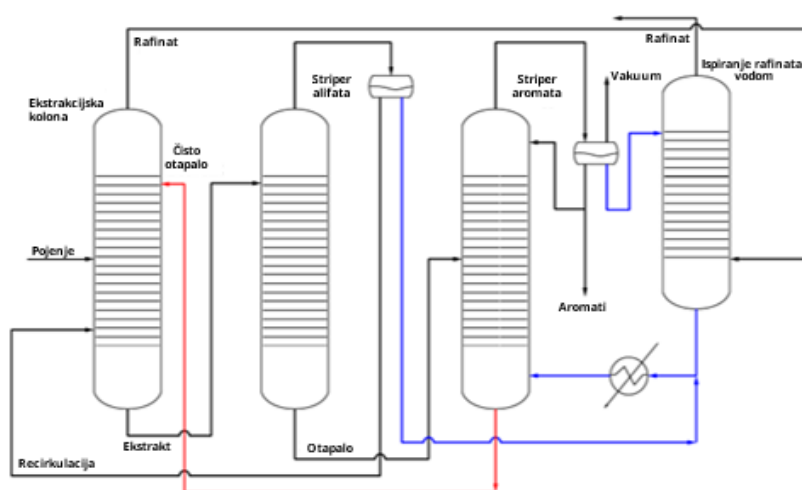 Rafinat
Rafinat
Striper
alifata
Striper
aromata
Vakuum
Ispiranje rafinata
vodom
Ekstrakcijska
kolona
Čisto
otapalo
Pojenje
Aromati
Ekstrakt
Otapalo
Recirkulacija